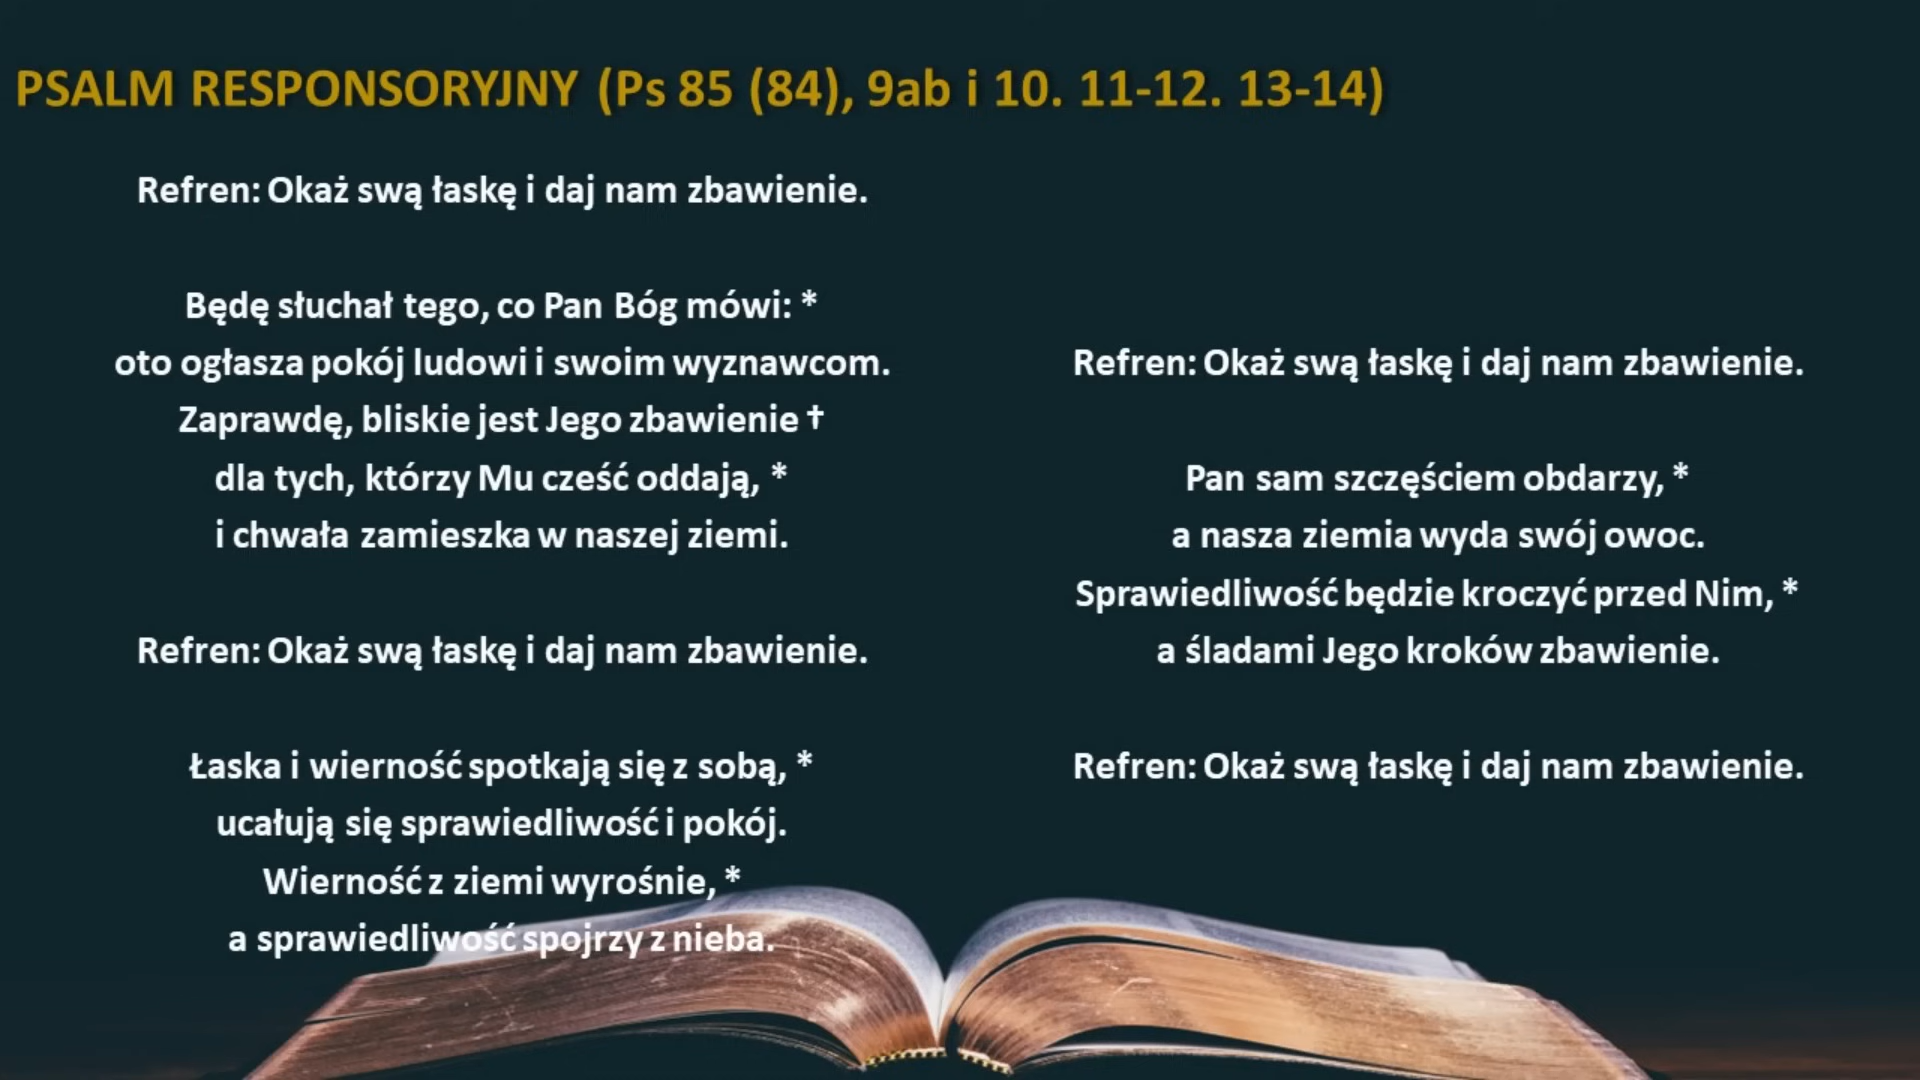 PSALM RESPONSORYJNY (Ps 85 (84), 9ab i 10. 11-12. 13-14)
Refren: Okaż swą łaskę i daj nam zbawienie.
Będę słuchał tego, co Pan Bóg mówi: *
oto ogłasza pokój ludowi i swoim wyznawcom.
Zaprawdę, bliskie jest Jego zbawienie †
dla tych, którzy Mu cześć oddają, *
i chwała zamieszka w naszej ziemi.
Refren: Okaż swą łaskę i daj nam zbawienie.
Łaska i wierność spotkają się z sobą, *
ucałują się sprawiedliwość i pokój.
Wierność z ziemi wyrośnie, *
a sprawiedliwość spojrzy z nieba.
Refren: Okaż swą łaskę i daj nam zbawienie.
Pan sam szczęściem obdarzy, *
a nasza ziemia wyda swój owoc.
Sprawiedliwość będzie kroczyć przed Nim, *
a śladami Jego kroków zbawienie.
Refren: Okaż swą łaskę i daj nam zbawienie.